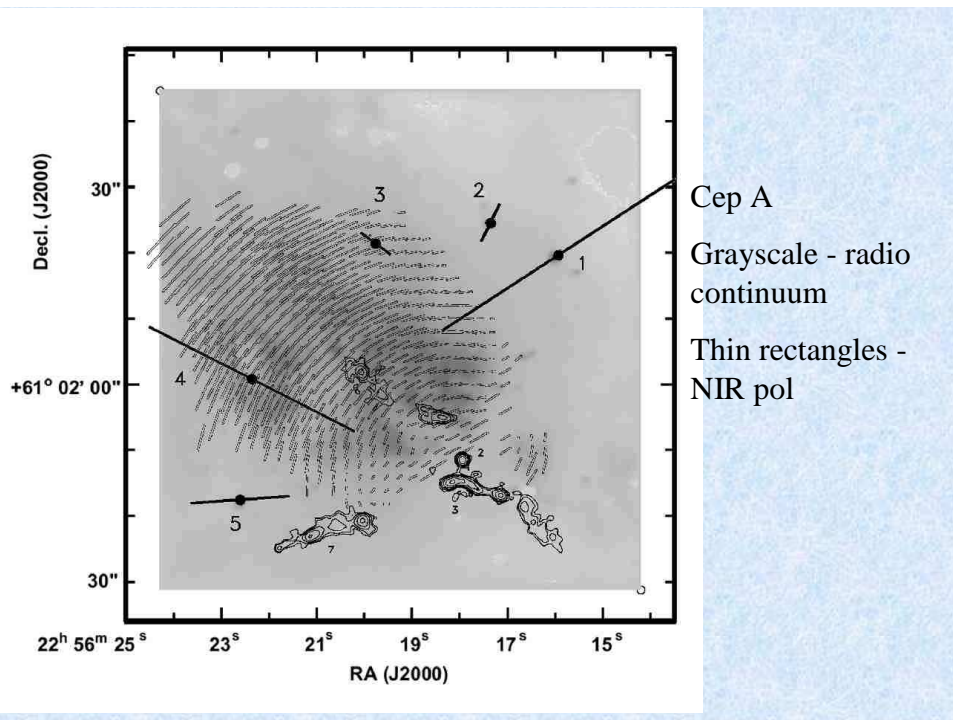 Decl. (J2000)
30"
+61° 02' 00"
30"
3
2
1
4
5
2
3
7
22ʰ 56ᵐ 25ˢ
23ˢ
21ˢ
19ˢ
17ˢ
15ˢ
RA (J2000)
Cep A
Grayscale - radio
continuum
Thin rectangles -
NIR pol